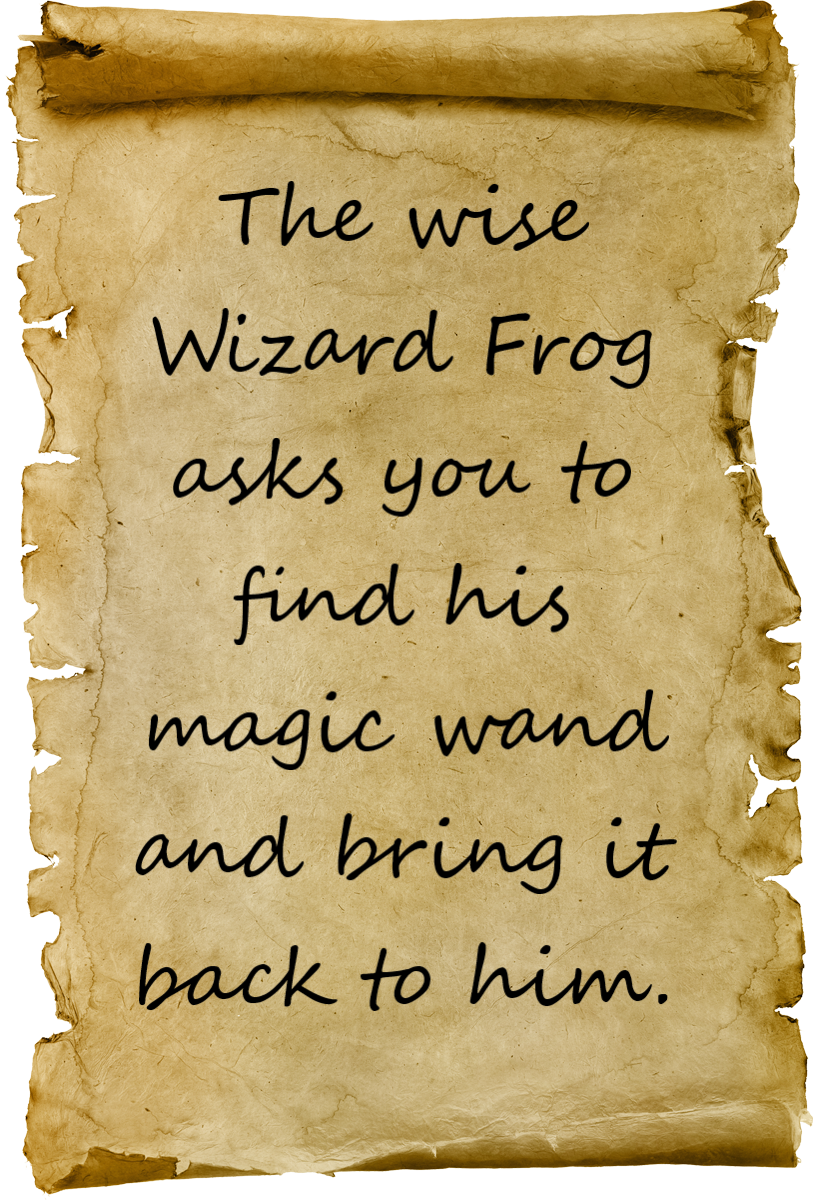 The wise
Wizard Frog
asks you to
find his
magic wand
and bring it
back to him.